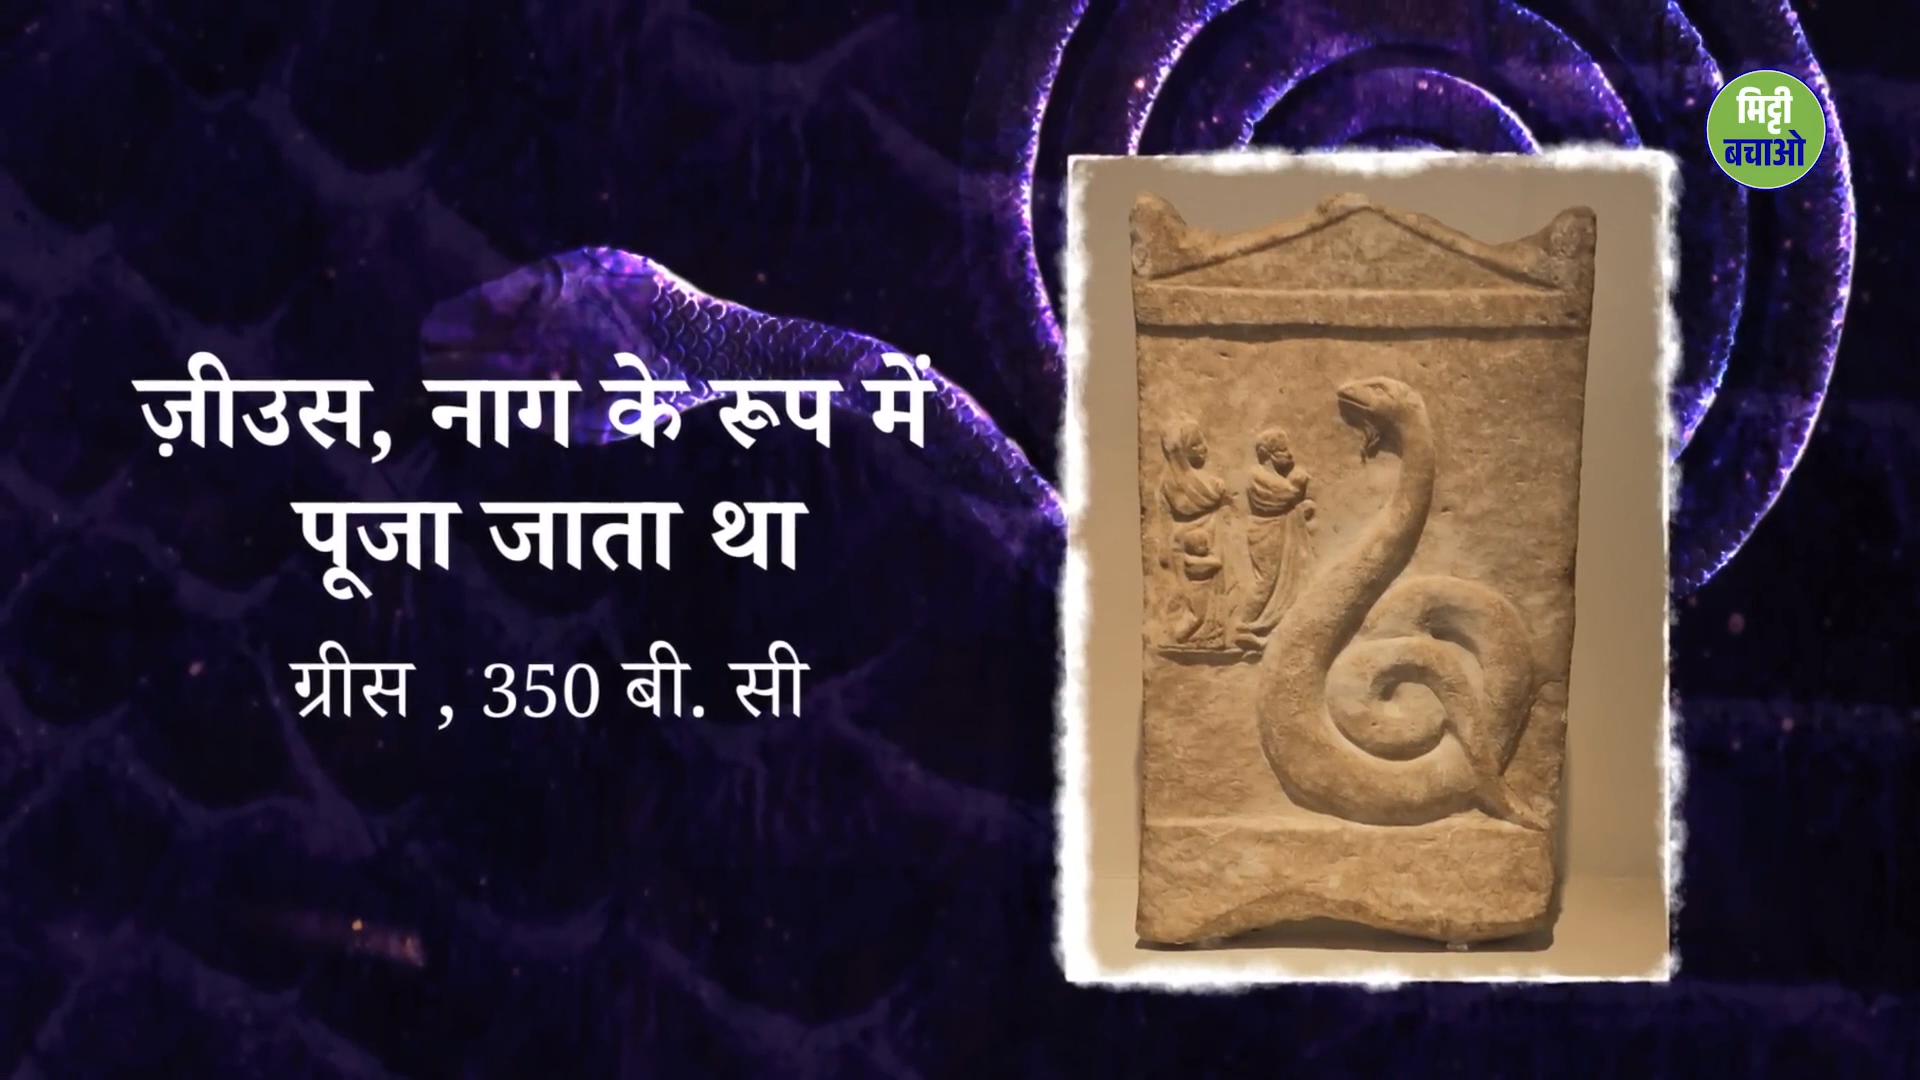 ज़ीउस, नाग के रूप में
पूजा जाता था
ग्रीस , 350 बी. सी
मिट्टी
बचाओ